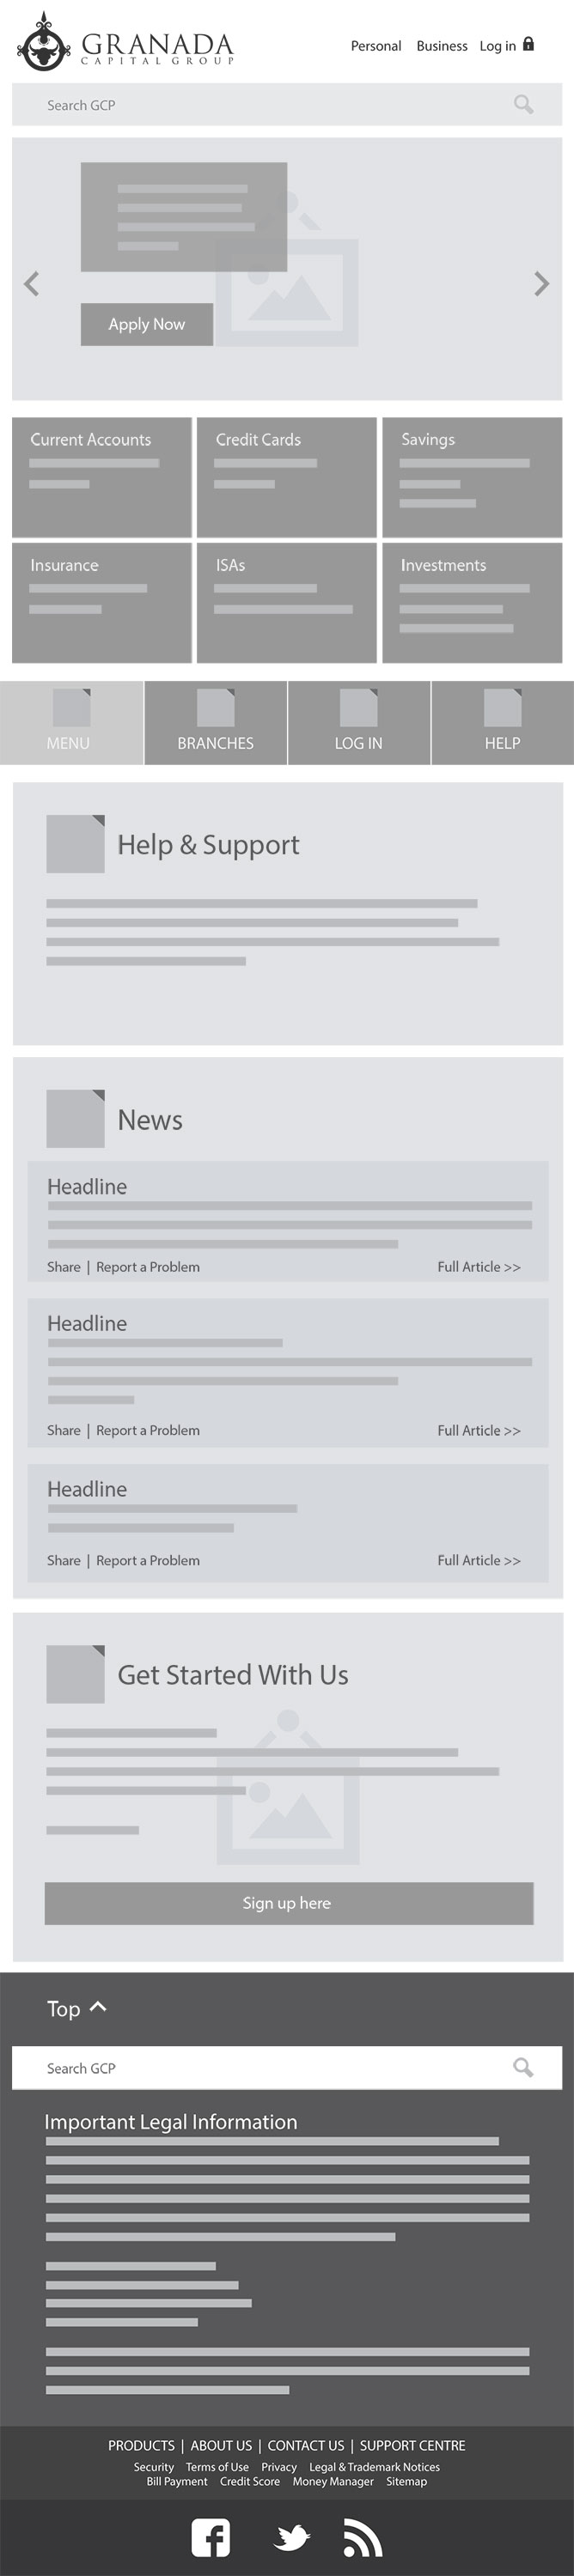 GRANADA
CAPITAL GROUP
Personal Business Log in
Search GCP
Apply Now
Current Accounts Credit Cards Savings
Insurance ISAs Investments
MENU BRANCHES LOG IN HELP
Help & Support
News
Headline
Share | Report a Problem Full Article >>
Headline
Share | Report a Problem Full Article >>
Headline
Share | Report a Problem Full Article >>
Get Started With Us
Sign up here
Top
Search GCP
Important Legal Information
PRODUCTS | ABOUT US | CONTACT US | SUPPORT CENTRE
Security Terms of Use Privacy Legal & Trademark Notices
Bill Payment Credit Score Money Manager Sitemap